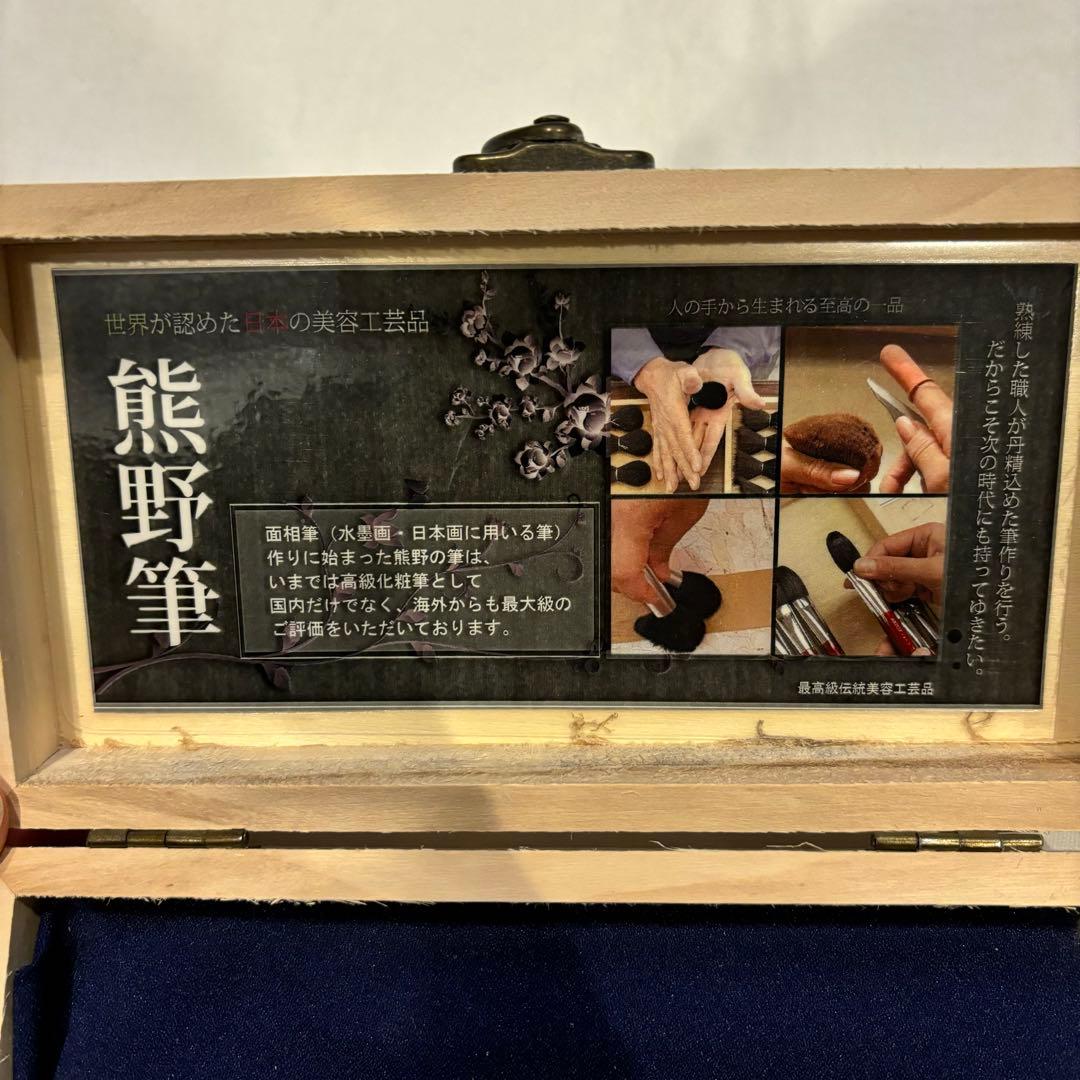 世界が認めた日本の美容工芸品
熊野筆
面相筆（水墨画・日本画に用いる筆）
作りに始まった熊野の筆は、
いまでは高級化粧筆として
国内だけでなく、海外からも最大級の
ご評価をいただいております。
人の手から生まれる至高の一品
熟練した職人が丹精込めた筆作りを行う。
だからこそ次の時代にも持ってゆきたい。
最高級伝統美容工芸品